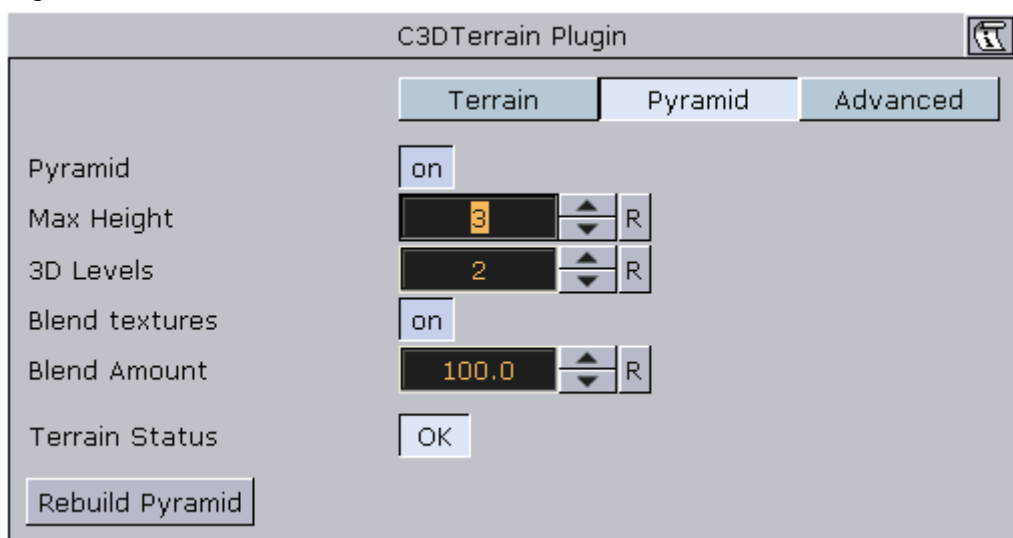 C3DTerrain Plugin
Terrain Pyramid Advanced
Pyramid on
Max Height 3 R
3D Levels 2 R
Blend textures on
Blend Amount 100.0 R
Terrain Status OK
Rebuild Pyramid